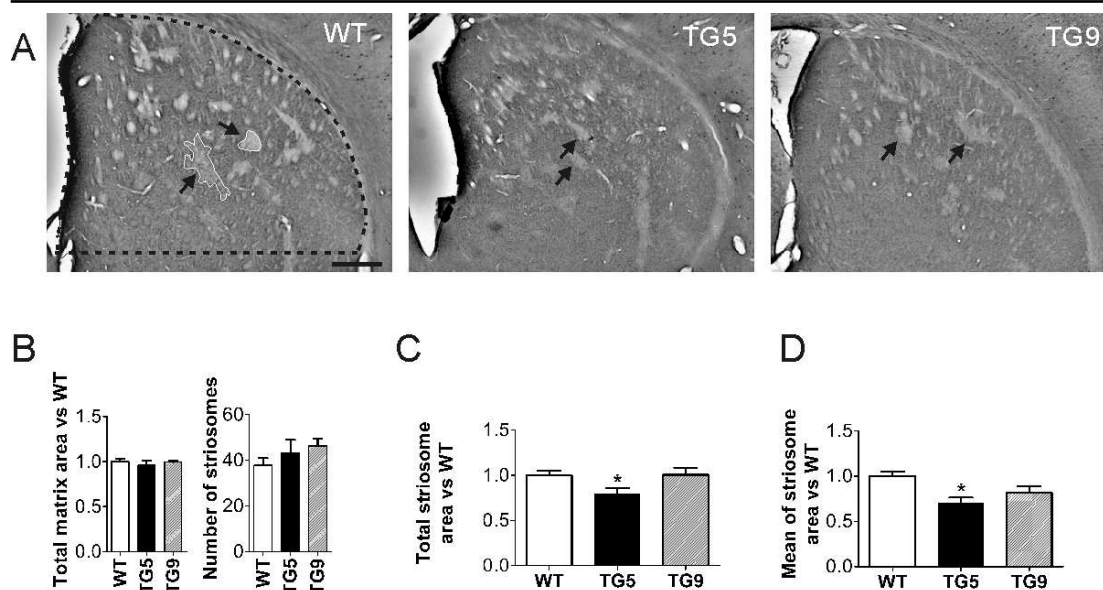 A
WT
TG5
TG9
B
Total matrix area vs WT
1.5
1.0
0.5
0.0
WT
TG5
TG9
Number of striosomes
60
40
20
0
WT
TG5
TG9
C
Total striosome
area vs WT
1.5
1.0
0.5
0.0
*
WT
TG5
TG9
D
Mean of striosome
area vs WT
1.5
1.0
0.5
0.0
*
WT
TG5
TG9